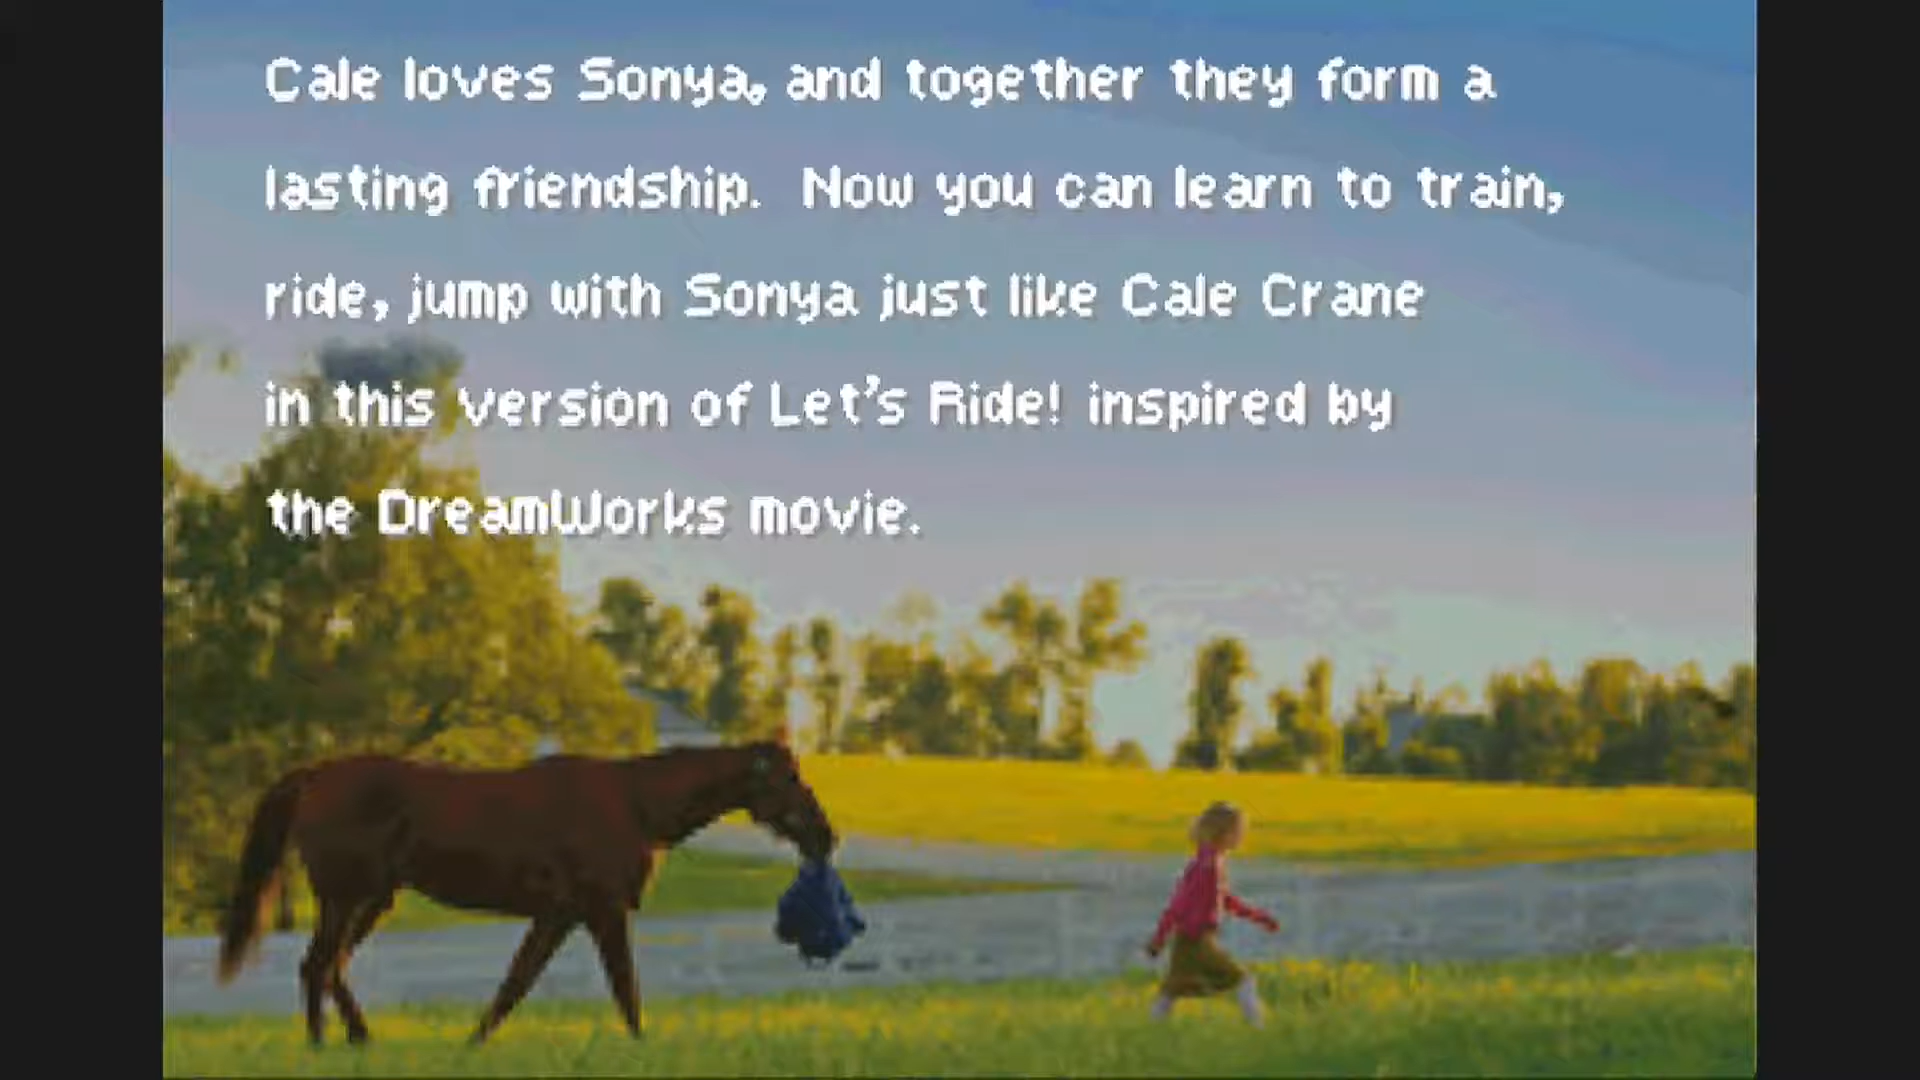 Cale loves Sonya, and together they form a
lasting friendship. Now you can learn to train,
ride, jump with Sonya just like Cale Crane
in this version of Let's Ride! inspired by
the DreamWorks movie.